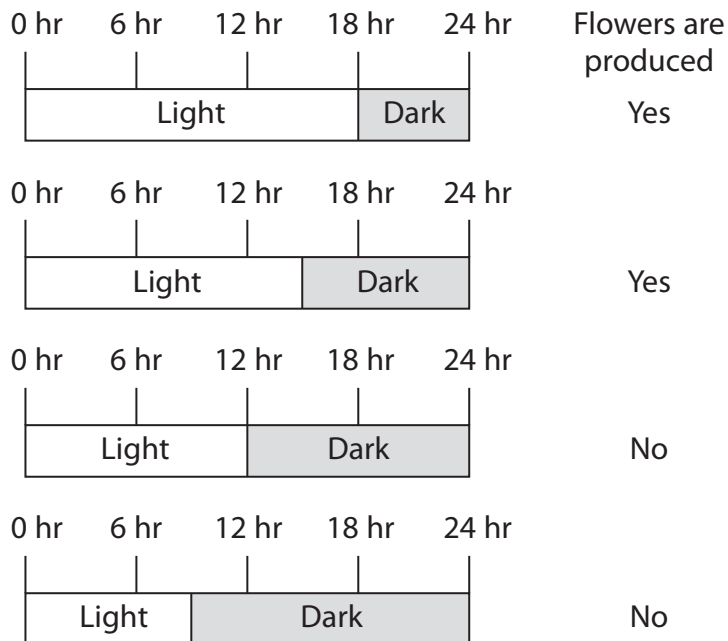 0 hr 6 hr 12 hr 18 hr 24 hr Flowers are
produced
Light Dark Yes
0 hr 6 hr 12 hr 18 hr 24 hr
Light Dark Yes
0 hr 6 hr 12 hr 18 hr 24 hr
Light Dark No
0 hr 6 hr 12 hr 18 hr 24 hr
Light Dark No